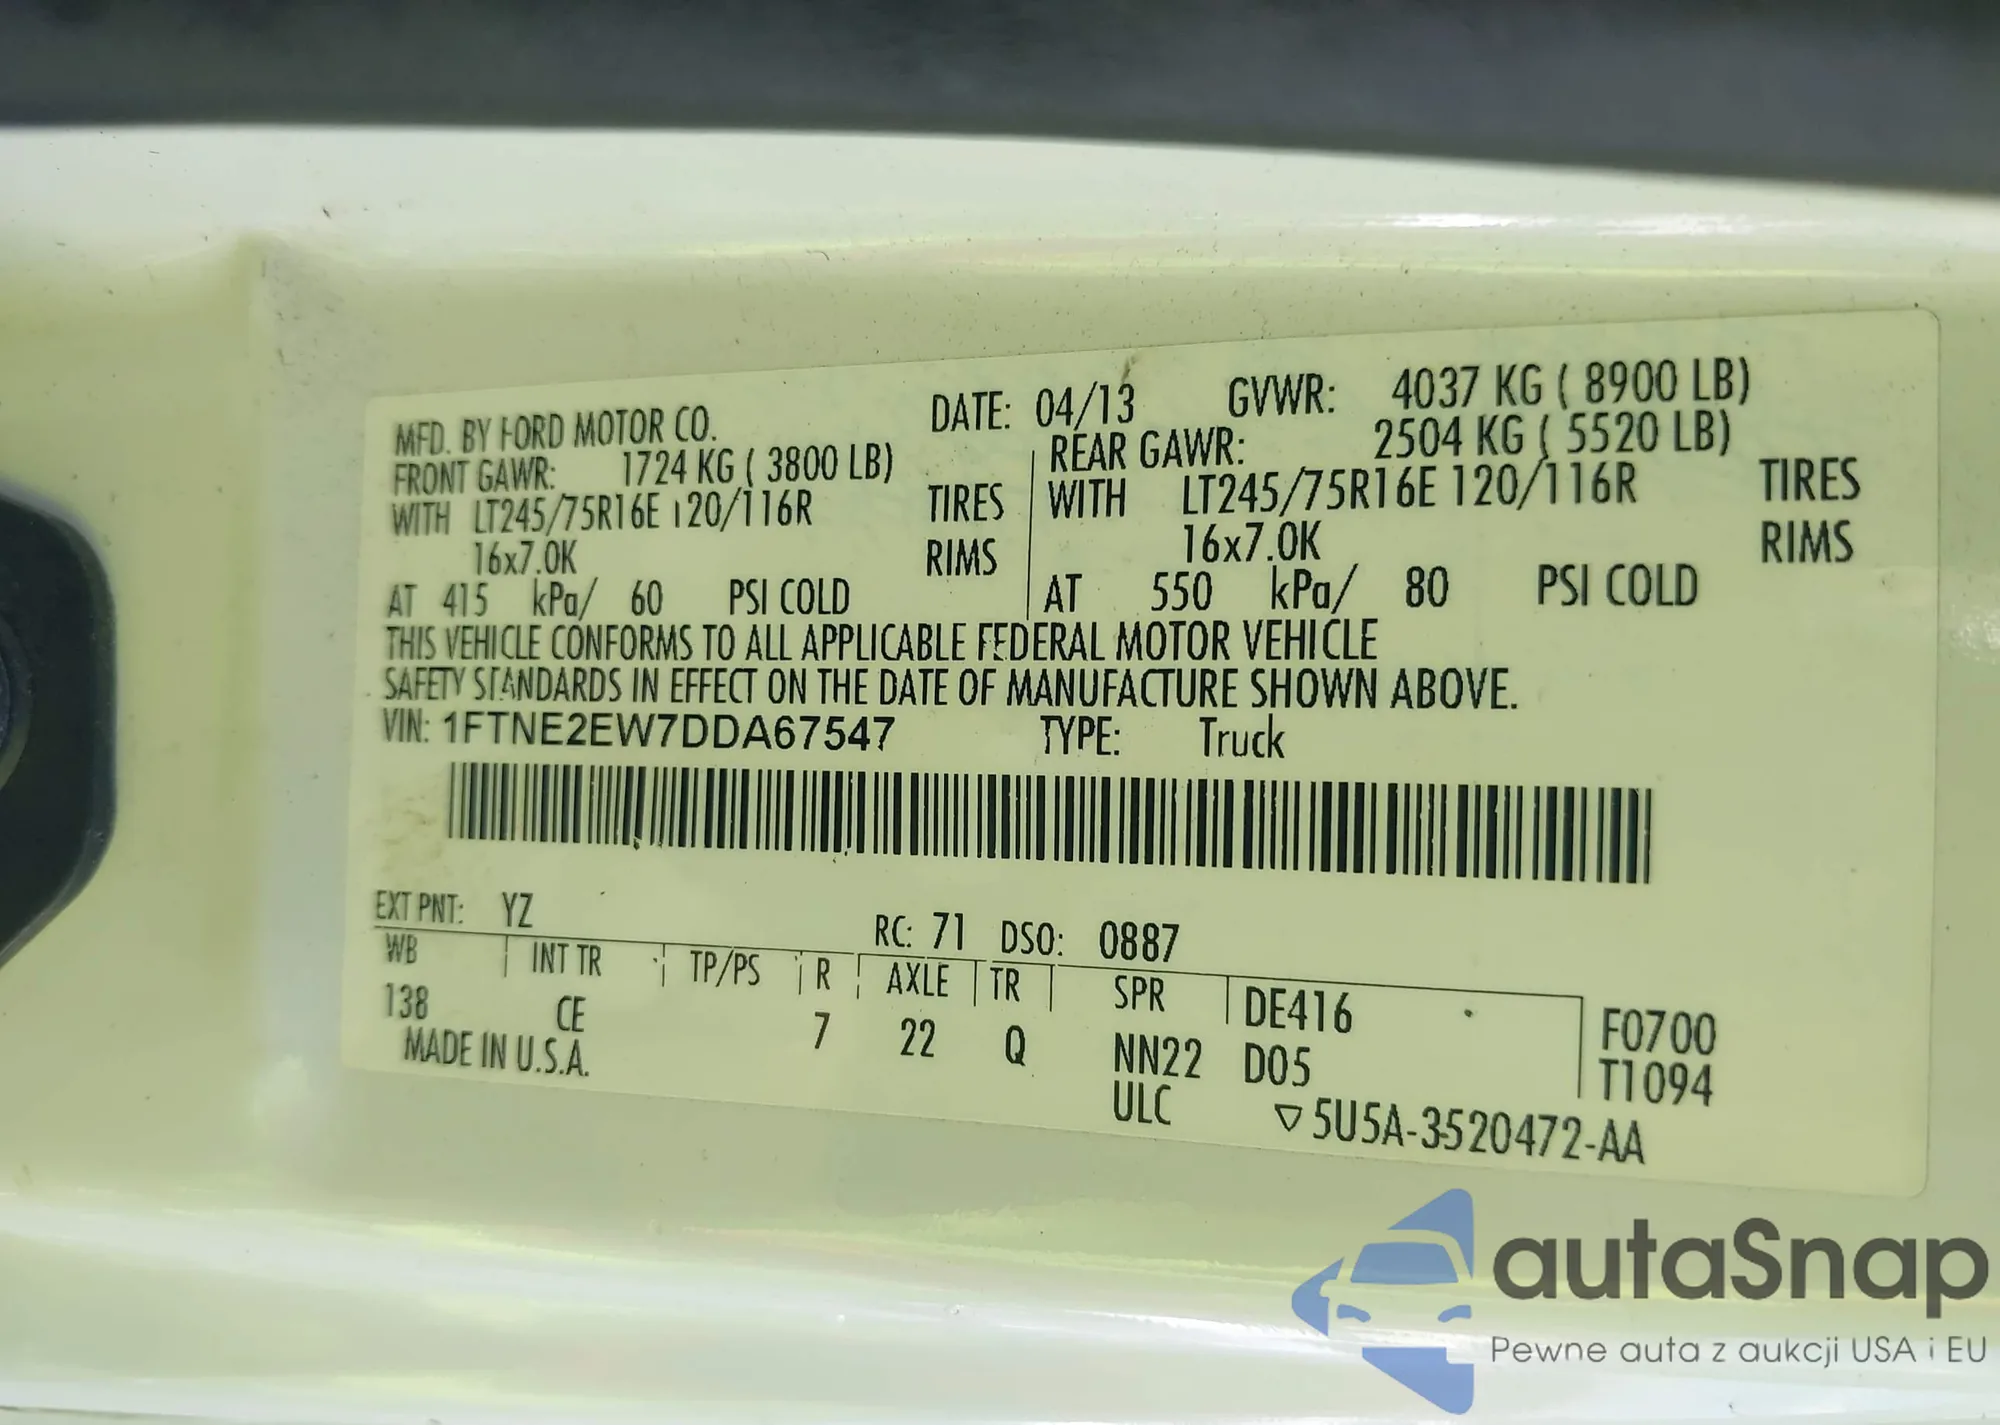 MFD. BY FORD MOTOR CO. DATE: 04/13 GVWR: 4037 KG ( 8900 LB)
FRONT GAWR: 1724 KG ( 3800 LB) REAR GAWR: 2504 KG ( 5520 LB)
WITH LT245/75R16E 120/116R TIRES WITH LT245/75R16E 120/116R TIRES
16x7.0K RIMS 16x7.0K RIMS
AT 415 kPa/ 60 PSI COLD AT 550 kPa/ 80 PSI COLD
THIS VEHICLE CONFORMS TO ALL APPLICABLE FEDERAL MOTOR VEHICLE
SAFETY STANDARDS IN EFFECT ON THE DATE OF MANUFACTURE SHOWN ABOVE.
VIN: 1FTNE2EW7DDA67547 TYPE: Truck
EXT PNT: YZ RC: 71 DSO: 0887
WB INT TR TP/PS R AXLE TR SPR DE416 F0700
138 CE 7 22 Q NN22 D05 T1094
MADE IN U.S.A. ULC ▽5U5A-3520472-AA
autaSnap
Pewne auta z aukcji USA i EU